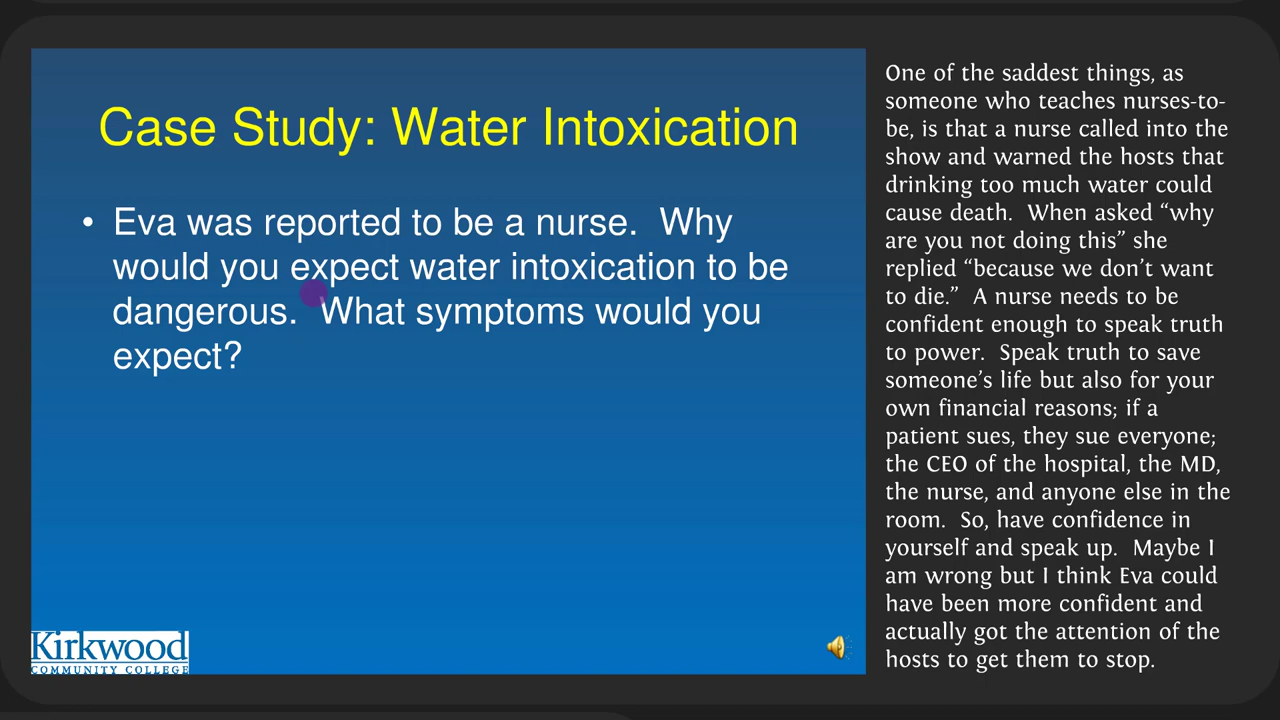 Case Study: Water Intoxication
• Eva was reported to be a nurse.  Why
would you expect water intoxication to be
dangerous.  What symptoms would you
expect?
Kirkwood
COMMUNITY COLLEGE
One of the saddest things, as
someone who teaches nurses-to-
be, is that a nurse called into the
show and warned the hosts that
drinking too much water could
cause death.  When asked “why
are you not doing this” she
replied “because we don’t want
to die.”  A nurse needs to be
confident enough to speak truth
to power.  Speak truth to save
someone’s life but also for your
own financial reasons; if a
patient sues, they sue everyone;
the CEO of the hospital, the MD,
the nurse, and anyone else in the
room.  So, have confidence in
yourself and speak up.  Maybe I
am wrong but I think Eva could
have been more confident and
actually got the attention of the
hosts to get them to stop.